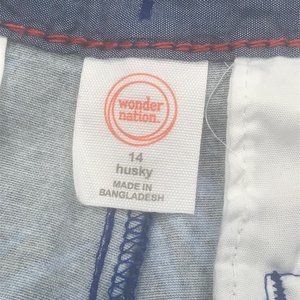 wonder
nation.
14
husky
MADE IN
BANGLADESH